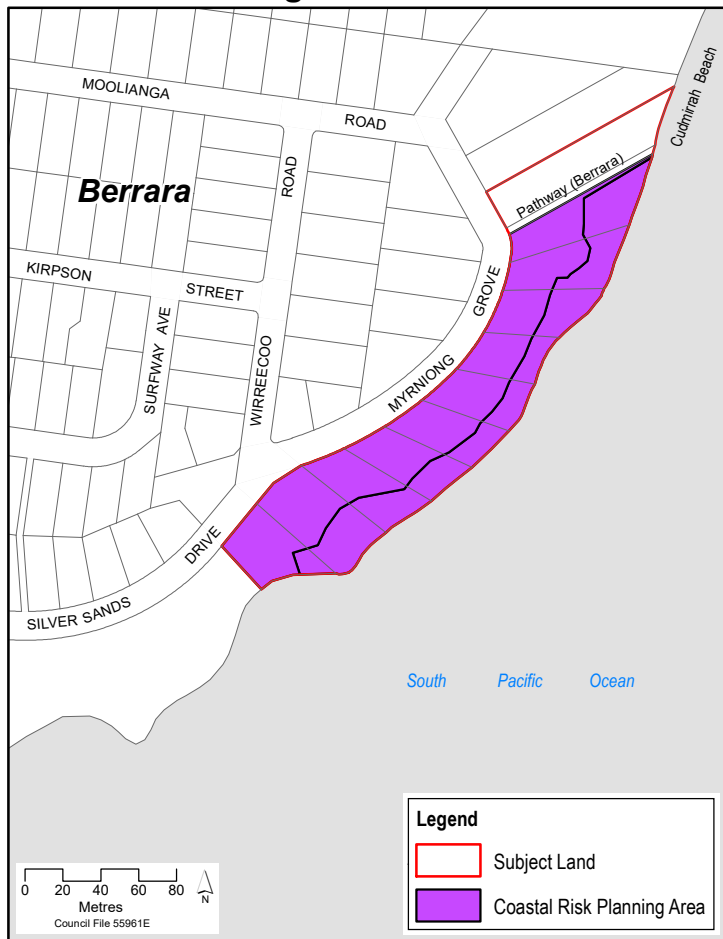 MOOLIANGA
ROAD
Cudmirrah Beach
ROAD
Berrara
Pathway (Berrara)
KIRPSON
STREET
GROVE
SURFWAY AVE
WIRREECOO
MYRNIONG
DRIVE
SILVER SANDS
South Pacific Ocean
Legend
Subject Land
Coastal Risk Planning Area
0 20 40 60 80
Metres
N
Council File 55961E